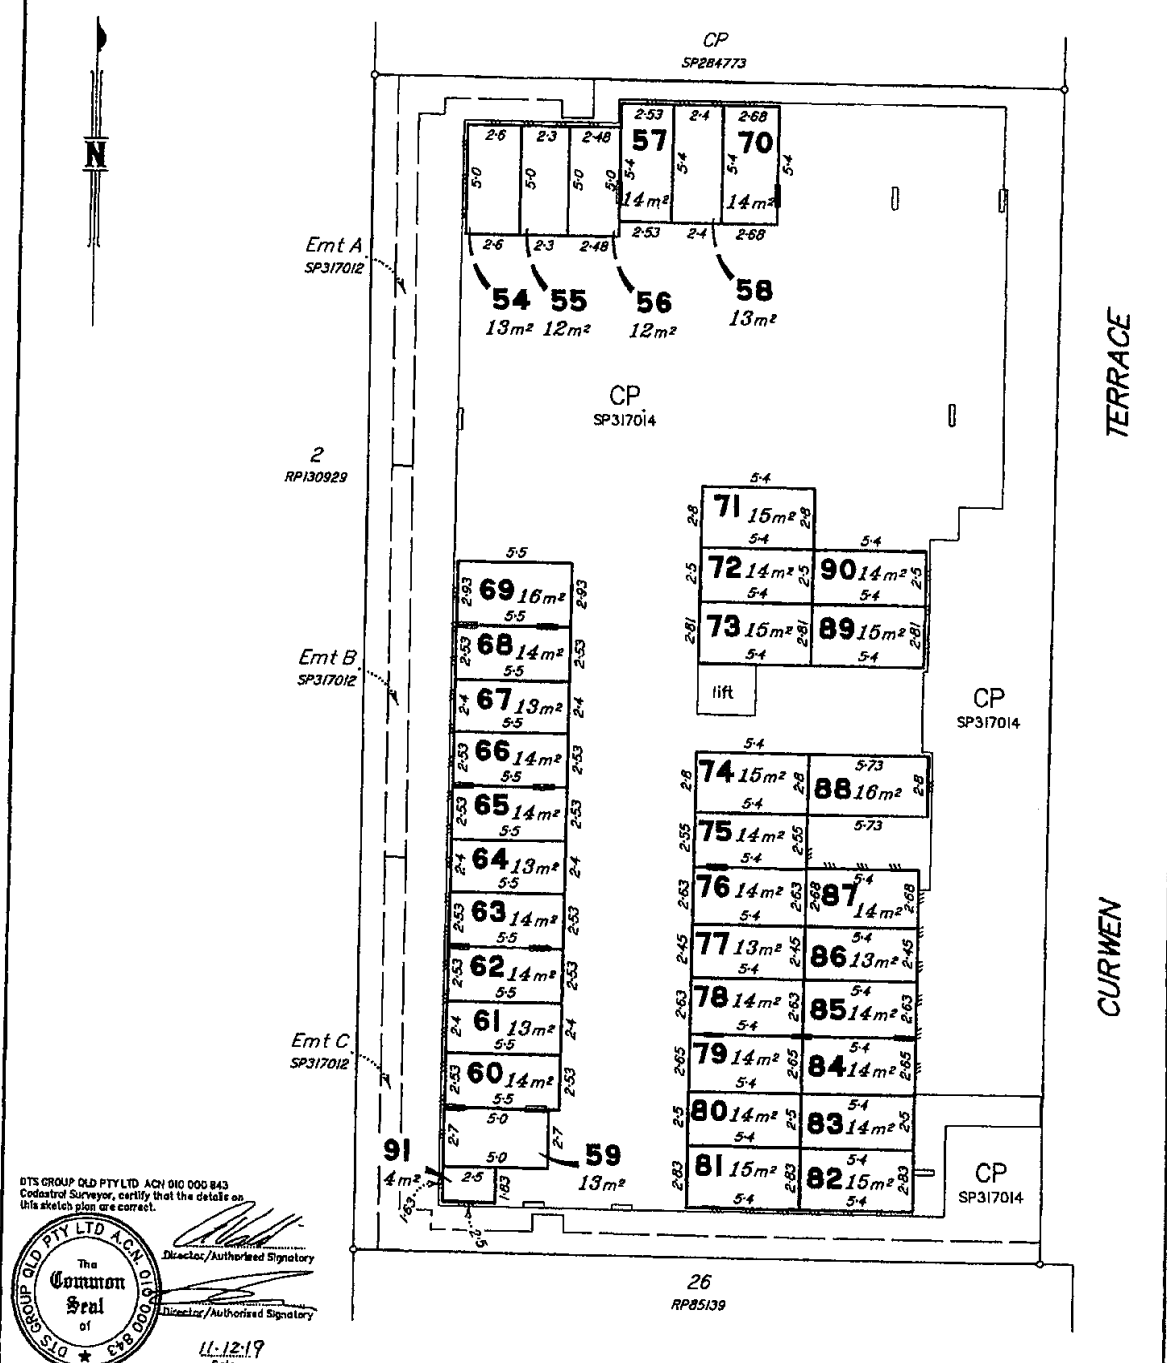 CP
SP284773
N
2·53 2·4 2·68
57 70
2·6 2·3 2·48
5·0 5·0 5·0 5·0 5·4 5·4 5·4 5·4
14m² 14m²
2·53 2·4 2·68
2·6 2·3 2·48
Emt A
SP317012
54 55 56 58
13m² 12m² 12m² 13m²
TERRACE
CP
SP317014
2
RP130929
5·4
2·8 71 15m² 2·8
5·4 5·4
2·5 72 14m² 2·5 90 14m² 2·5
5·4 5·4
2·81 73 15m² 2·81 89 15m² 2·81
5·4 5·4
lift
5·5
2·93 69 16m² 2·93
5·5
2·53 68 14m² 2·53
5·5
Emt B
SP317012
2·4 67 13m² 2·4
5·5
2·53 66 14m² 2·53
5·5
2·53 65 14m² 2·53
5·5
2·4 64 13m² 2·4
5·5
2·53 63 14m² 2·53
5·5
2·53 62 14m² 2·53
5·5
2·4 61 13m² 2·4
5·5
2·53 60 14m² 2·53
5·5
5·0
2·7 2·7
5·0
91
4m²
2·5
1·63 1·63
2·5
59
13m²
Emt C
SP317012
CP
SP317014
5·4 5·73
2·8 74 15m² 2·8 88 16m² 2·8
5·4 5·73
2·55 75 14m² 2·55
5·4 5·4
2·63 76 14m² 2·63 2·68 87 14m² 2·68
5·4 5·4
2·45 77 13m² 2·45 86 13m² 2·45
5·4 5·4
2·63 78 14m² 2·63 85 14m² 2·63
5·4 5·4
2·65 79 14m² 2·65 84 14m² 2·65
5·4 5·4
2·5 80 14m² 2·5 83 14m² 2·5
5·4 5·4
2·83 81 15m² 2·83 82 15m² 2·83
5·4 5·4
CURWEN
CP
SP317014
DTS GROUP QLD PTY LTD ACN 010 000 843
Cadastral Surveyor, certify that the details on
this sketch plan are correct.
Director/Authorised Signatory
DTS GROUP QLD PTY LTD A.C.N. 010 000 843
The
Common
Seal
of
Director/Authorised Signatory
11·12·19
26
RP85139